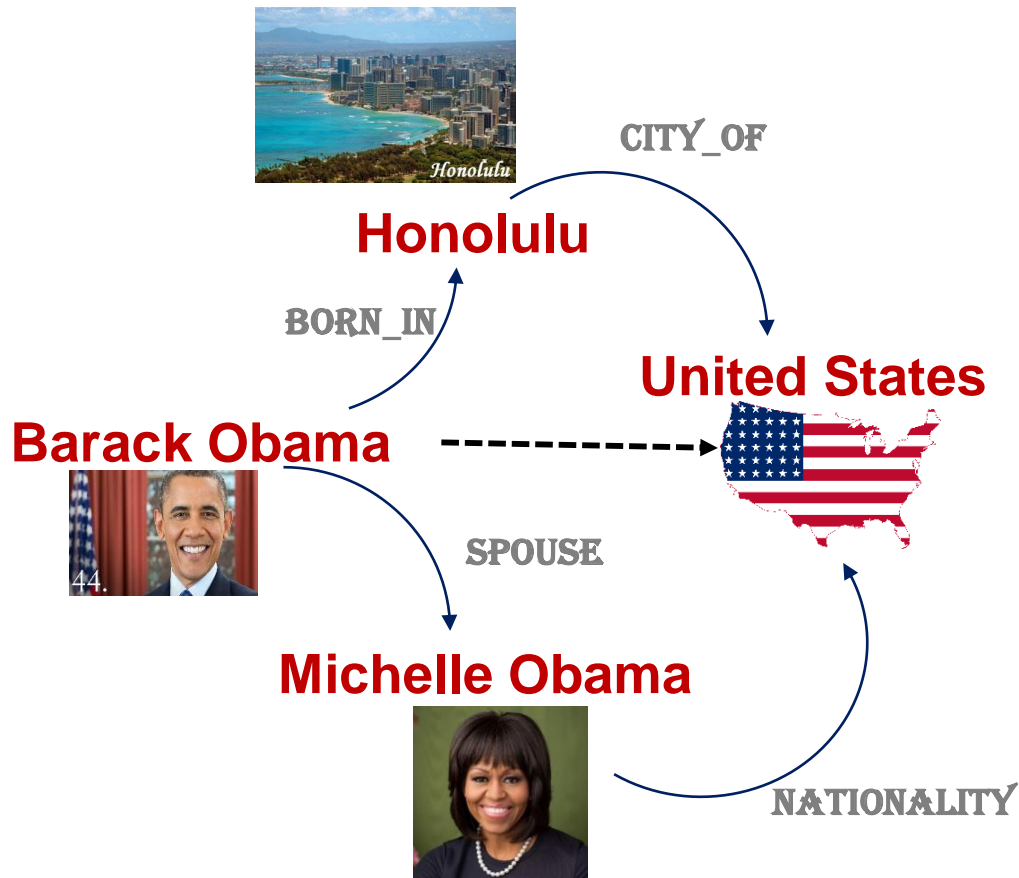 CITY_OF
Honolulu
Honolulu
BORN_IN
United States
Barack Obama
44.
SPOUSE
Michelle Obama
NATIONALITY